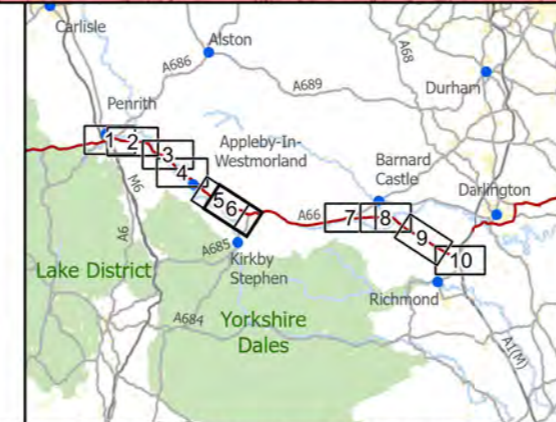 Carlisle
Alston
A686
A689
A68
Durham
Penrith
1
2
3
4
5
6
Appleby-In-
Westmorland
Barnard
Castle
Darlington
M6
A6
A66
7
8
9
10
A685
Kirkby
Stephen
Lake District
Richmond
A684
Yorkshire
Dales
A1(M)